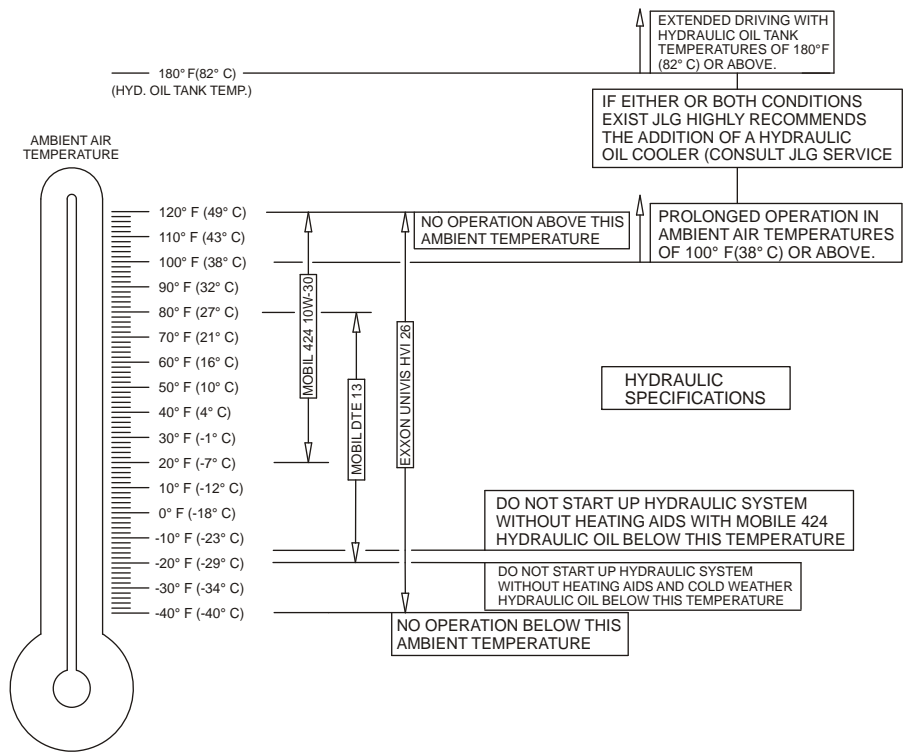 EXTENDED DRIVING WITH
HYDRAULIC OIL TANK
TEMPERATURES OF 180°F
(82° C) OR ABOVE.
180° F(82° C)
(HYD. OIL TANK TEMP.)
IF EITHER OR BOTH CONDITIONS
EXIST JLG HIGHLY RECOMMENDS
THE ADDITION OF A HYDRAULIC
OIL COOLER (CONSULT JLG SERVICE
AMBIENT AIR
TEMPERATURE
120° F (49° C)
110° F (43° C)
100° F (38° C)
90° F (32° C)
80° F (27° C)
70° F (21° C)
60° F (16° C)
50° F (10° C)
40° F (4° C)
30° F (-1° C)
20° F (-7° C)
10° F (-12° C)
0° F (-18° C)
-10° F (-23° C)
-20° F (-29° C)
-30° F (-34° C)
-40° F (-40° C)
MOBIL 424 10W-30
MOBIL DTE 13
EXXON UNIVIS HVI 26
NO OPERATION ABOVE THIS
AMBIENT TEMPERATURE
PROLONGED OPERATION IN
AMBIENT AIR TEMPERATURES
OF 100° F(38° C) OR ABOVE.
HYDRAULIC
SPECIFICATIONS
DO NOT START UP HYDRAULIC SYSTEM
WITHOUT HEATING AIDS WITH MOBILE 424
HYDRAULIC OIL BELOW THIS TEMPERATURE
DO NOT START UP HYDRAULIC SYSTEM
WITHOUT HEATING AIDS AND COLD WEATHER
HYDRAULIC OIL BELOW THIS TEMPERATURE
NO OPERATION BELOW THIS
AMBIENT TEMPERATURE